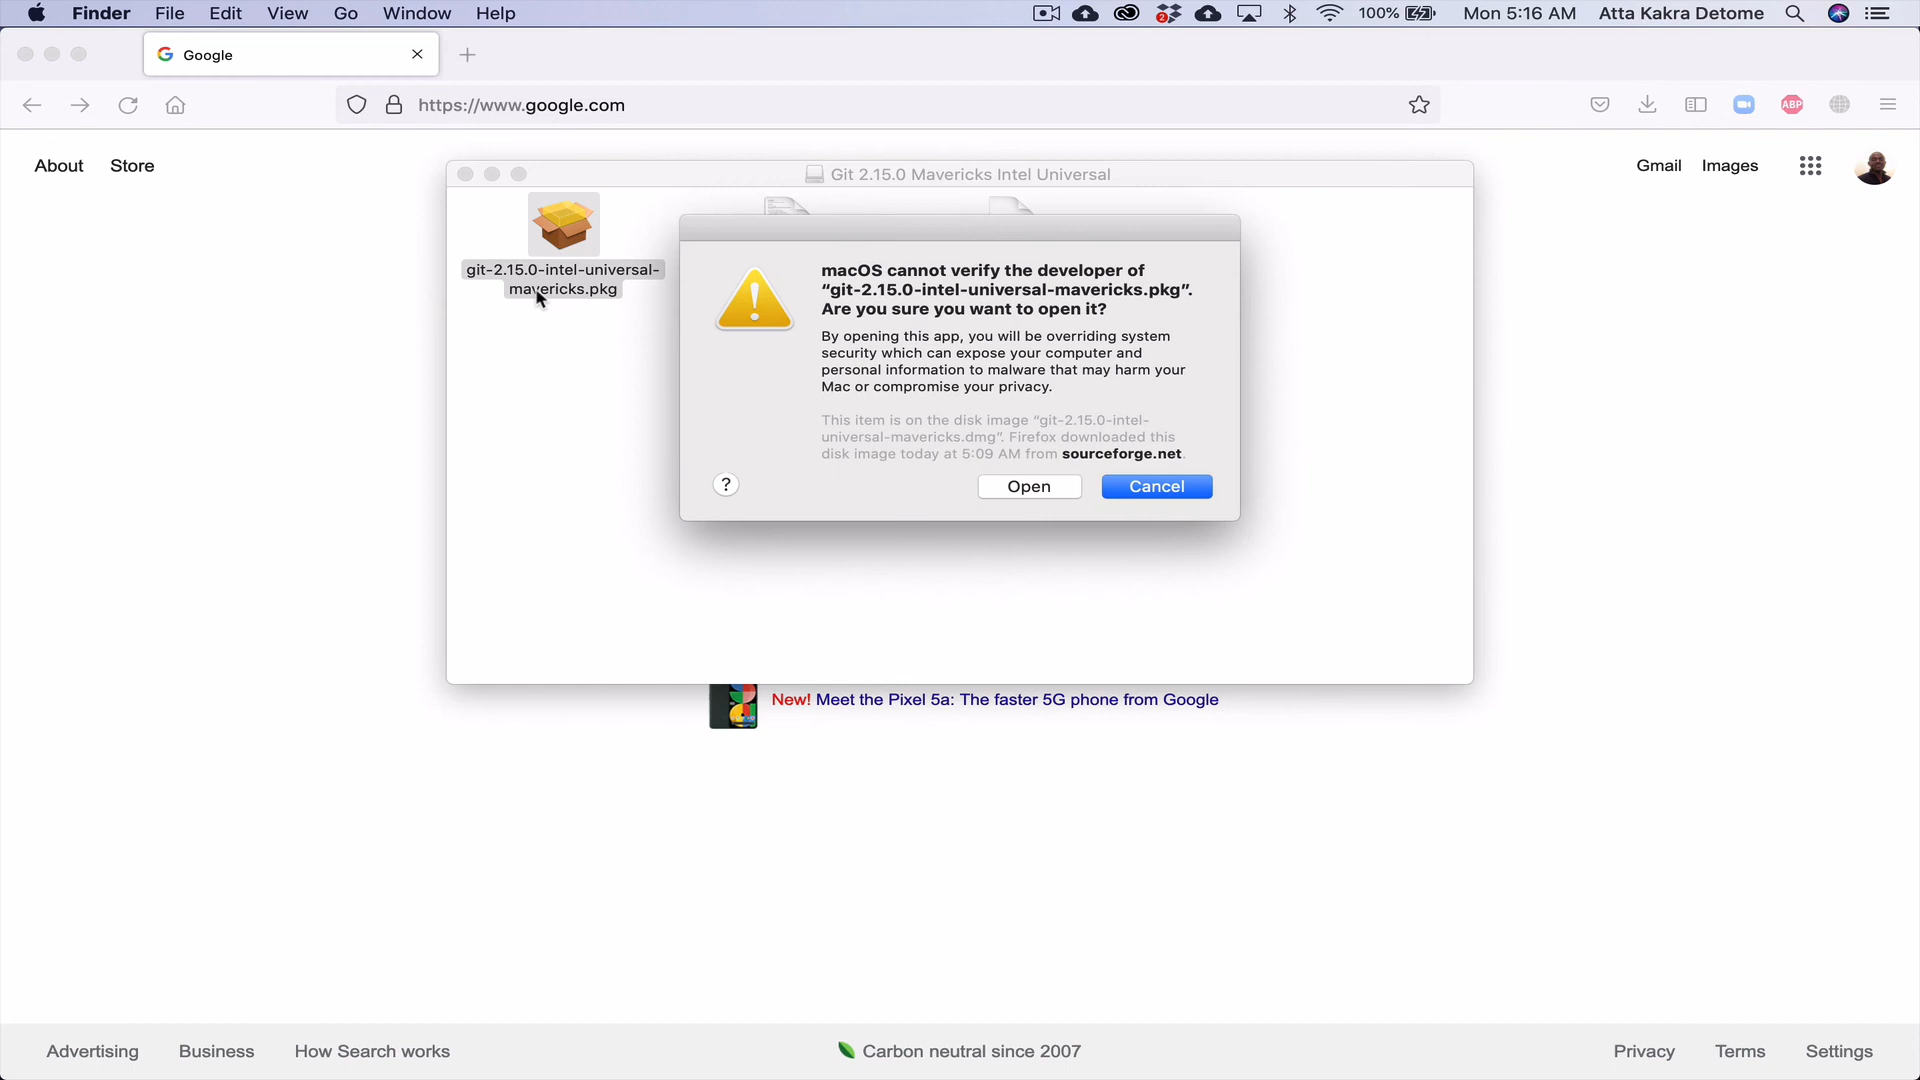 Finder File Edit View Go Window Help 2 100% Mon 5:16 AM Atta Kakra Detome
Google
https://www.google.com
ABP
About Store
Gmail Images
Git 2.15.0 Mavericks Intel Universal
git-2.15.0-intel-universal-
mavericks.pkg
macOS cannot verify the developer of
“git-2.15.0-intel-universal-mavericks.pkg”.
Are you sure you want to open it?
By opening this app, you will be overriding system
security which can expose your computer and
personal information to malware that may harm your
Mac or compromise your privacy.
This item is on the disk image “git-2.15.0-intel-
universal-mavericks.dmg”. Firefox downloaded this
disk image today at 5:09 AM from sourceforge.net.
? Open Cancel
New! Meet the Pixel 5a: The faster 5G phone from Google
Advertising Business How Search works Carbon neutral since 2007 Privacy Terms Settings